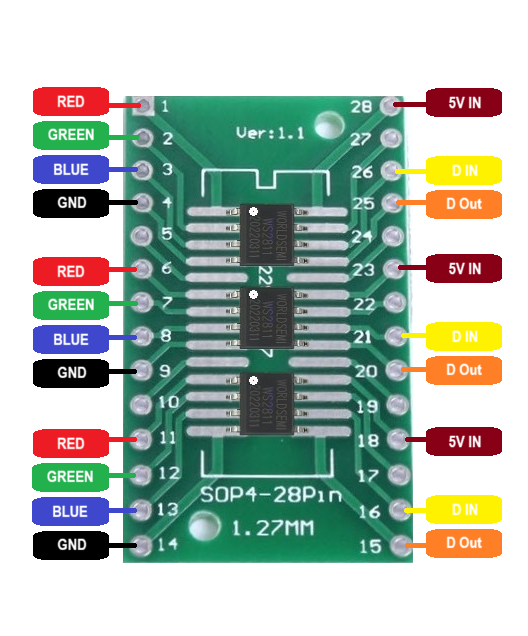 RED 1 28 5V IN
Ver:1.1
GREEN 2 27
BLUE 3 26 D IN
GND 4 25 D Out
5 24
WORLDSEMI
WS2811
22
RED 6 23 5V IN
GREEN 7 22
WORLDSEMI
WS2811
BLUE 8 21 D IN
7
GND 9 20 D Out
10 19
WORLDSEMI
WS2811
RED 11 18 5V IN
GREEN 12 17
SOP4-28Pin
BLUE 13 16 D IN
1.27MM
GND 14 15 D Out